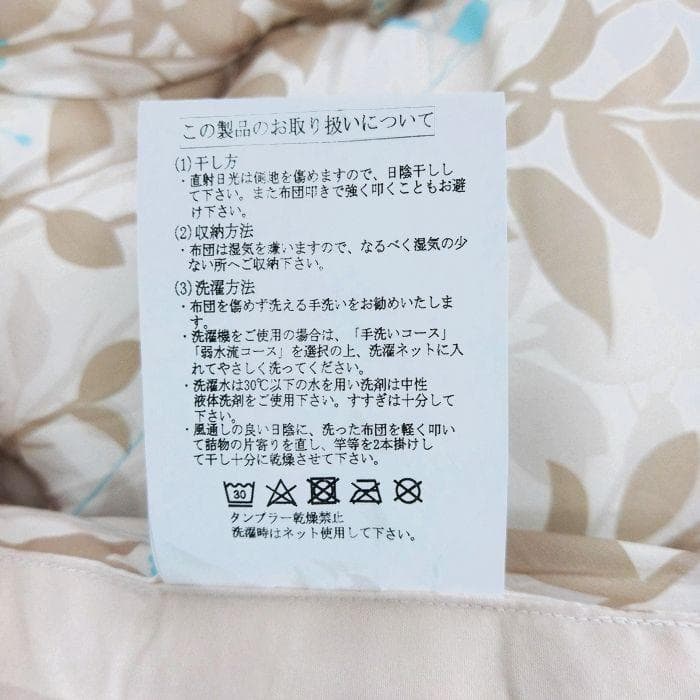 この製品のお取り扱いについて
(1)干し方
・直射日光は側地を傷めますので、日陰干しし
て下さい。また布団叩きで強く叩くこともお避
け下さい。
(2)収納方法
・布団は湿気を嫌いますので、なるべく湿気の少
ない所へご収納下さい。
(3)洗濯方法
・布団を傷めず洗える手洗いをお勧めいたしま
す。
・洗濯機をご使用の場合は、「手洗いコース」
「弱水流コース」を選択の上、洗濯ネットに入
れてやさしく洗ってください。
・洗濯水は30℃以下の水を用い洗剤は中性
液体洗剤をご使用下さい。すすぎは十分して
下さい。
・風通しの良い日陰に、洗った布団を軽く叩い
て詰物の片寄りを直し、竿等を2本掛けし
て干し十分に乾燥させて下さい。
30
タンブラー乾燥禁止
洗濯時はネット使用して下さい。